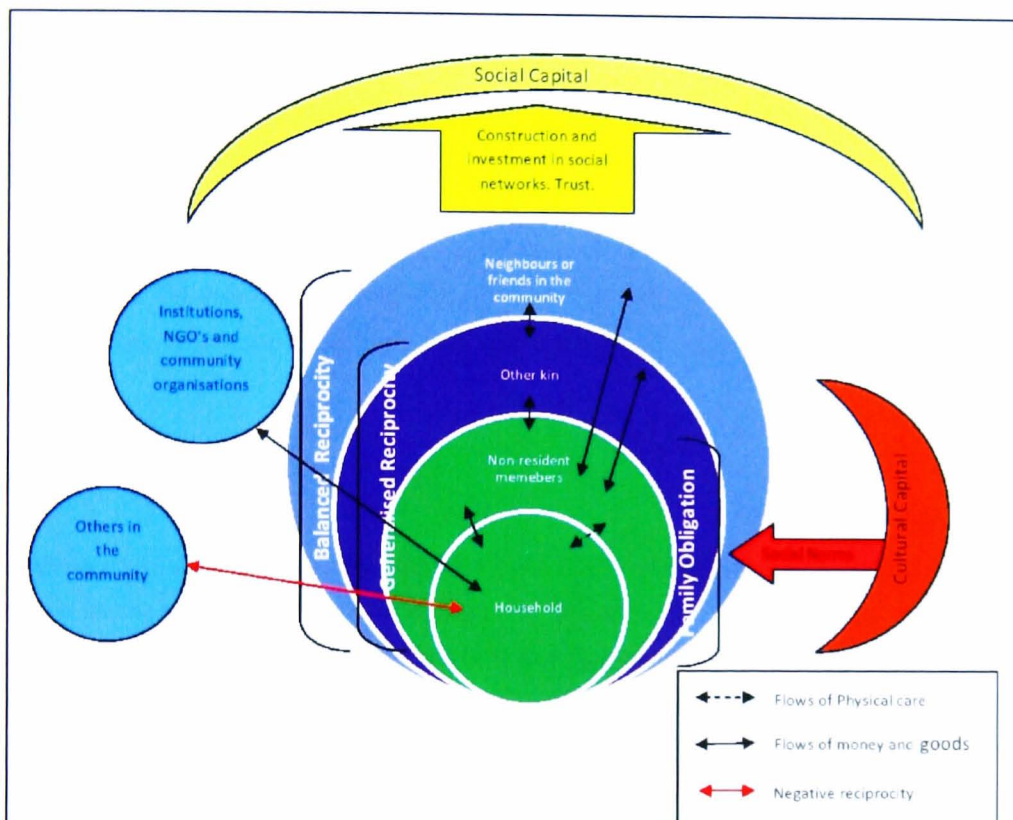 Social Capital
Construction and
investment in social
networks. Trust.
Neighbours or
friends in the
community
Institutions,
NGO's and
community
organisations
Other kin
Balanced Reciprocity
Generalised Reciprocity
Non-resident
memebers
Family Obligation
Cultural Capital
Social Norms
Others in
the
community
Household
Flows of Physical care
Flows of money and goods
Negative reciprocity